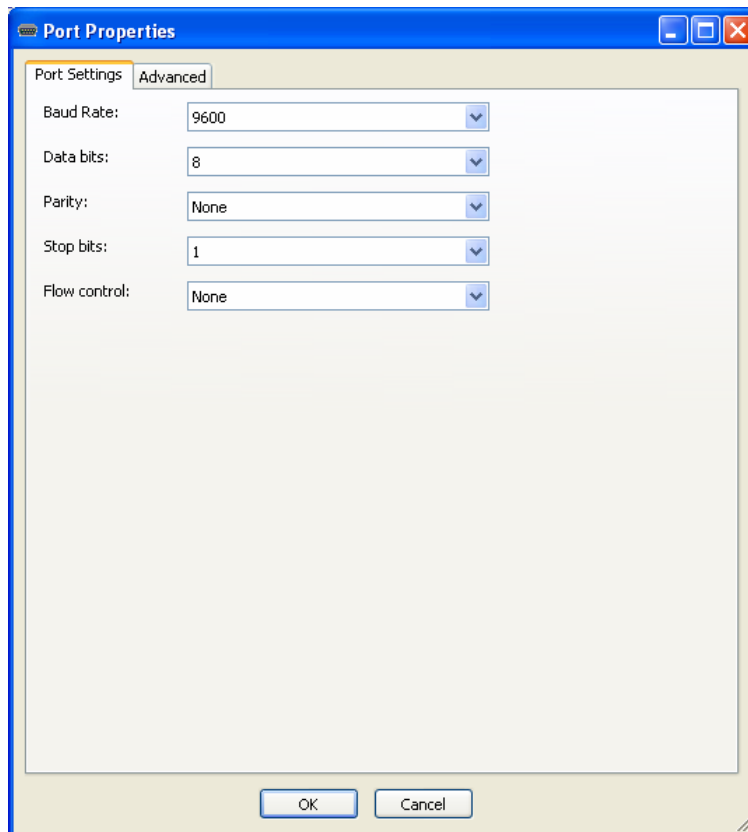 Port Properties
Port Settings Advanced
Baud Rate: 9600
Data bits: 8
Parity: None
Stop bits: 1
Flow control: None
OK Cancel